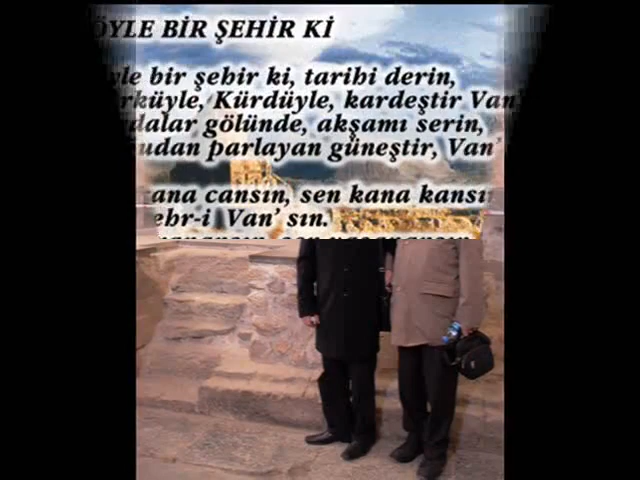 ÖYLE BİR ŞEHİR Kİ
yle bir şehir ki, tarihi derin,
rküyle, Kürdüyle, kardeştir Van'
dalar gölünde, akşamı serin,
udan parlayan güneştir, Van'
ana cansın, sen kana kansı
ehr-i Van' sın.